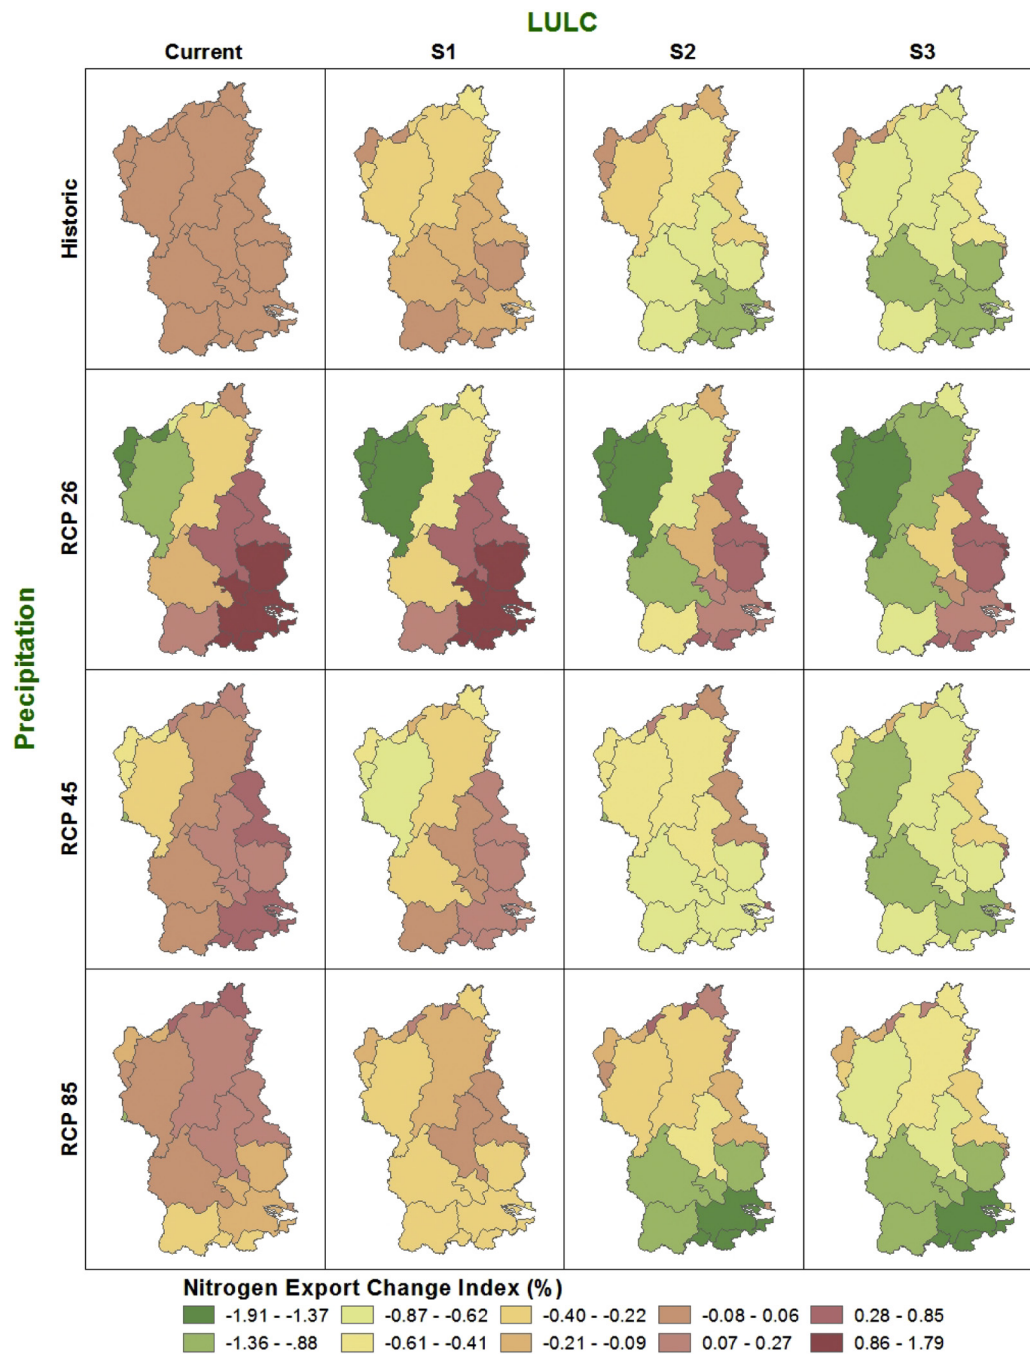 LULC
Current S1 S2 S3
Historic
RCP 26
Precipitation
RCP 45
RCP 85
Nitrogen Export Change Index (%)
-1.91 - -1.37 -0.87 - -0.62 -0.40 - -0.22 -0.08 - 0.06 0.28 - 0.85
-1.36 - -.88 -0.61 - -0.41 -0.21 - -0.09 0.07 - 0.27 0.86 - 1.79